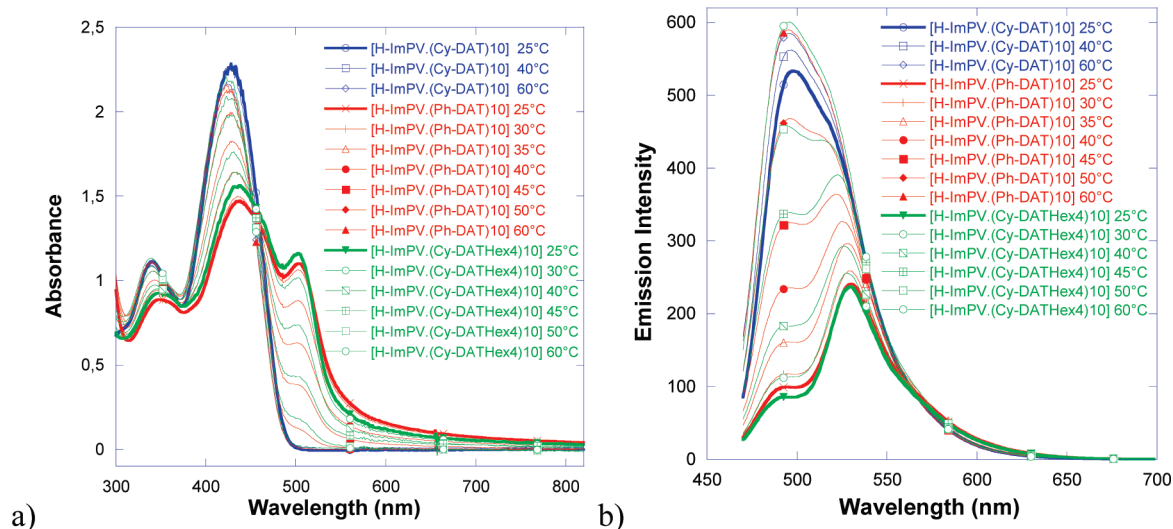 2.5
2
1.5
1
0.5
0
300 400 500 600 700 800
Absorbance
Wavelength (nm)
[H-ImPV.(Cy-DAT)10] 25°C
[H-ImPV.(Cy-DAT)10] 40°C
[H-ImPV.(Cy-DAT)10] 60°C
[H-ImPV.(Ph-DAT)10] 25°C
[H-ImPV.(Ph-DAT)10] 30°C
[H-ImPV.(Ph-DAT)10] 35°C
[H-ImPV.(Ph-DAT)10] 40°C
[H-ImPV.(Ph-DAT)10] 45°C
[H-ImPV.(Ph-DAT)10] 50°C
[H-ImPV.(Ph-DAT)10] 60°C
[H-ImPV.(Cy-DATHex4)10] 25°C
[H-ImPV.(Cy-DATHex4)10] 30°C
[H-ImPV.(Cy-DATHex4)10] 40°C
[H-ImPV.(Cy-DATHex4)10] 45°C
[H-ImPV.(Cy-DATHex4)10] 50°C
[H-ImPV.(Cy-DATHex4)10] 60°C
a)
600
500
400
300
200
100
0
450 500 550 600 650 700
Emission Intensity
Wavelength (nm)
[H-ImPV.(Cy-DAT)10] 25°C
[H-ImPV.(Cy-DAT)10] 40°C
[H-ImPV.(Cy-DAT)10] 60°C
[H-ImPV.(Ph-DAT)10] 25°C
[H-ImPV.(Ph-DAT)10] 30°C
[H-ImPV.(Ph-DAT)10] 35°C
[H-ImPV.(Ph-DAT)10] 40°C
[H-ImPV.(Ph-DAT)10] 45°C
[H-ImPV.(Ph-DAT)10] 50°C
[H-ImPV.(Ph-DAT)10] 60°C
[H-ImPV.(Cy-DATHex4)10] 25°C
[H-ImPV.(Cy-DATHex4)10] 30°C
[H-ImPV.(Cy-DATHex4)10] 40°C
[H-ImPV.(Cy-DATHex4)10] 45°C
[H-ImPV.(Cy-DATHex4)10] 50°C
[H-ImPV.(Cy-DATHex4)10] 60°C
b)